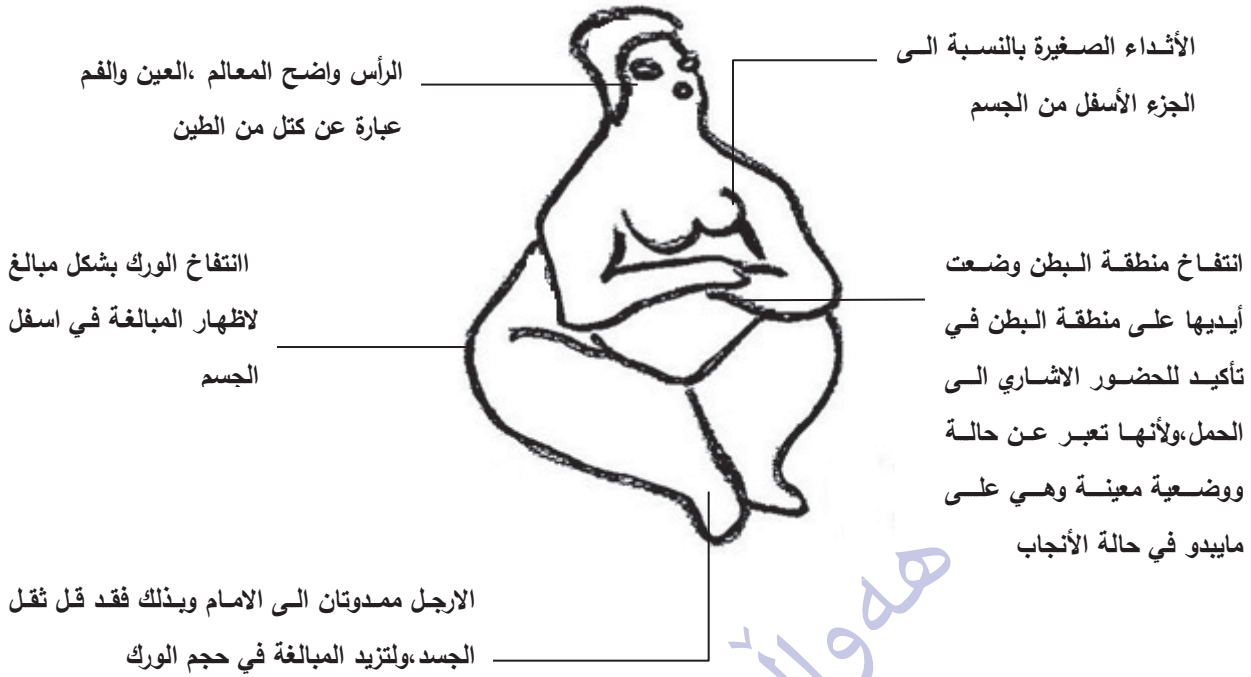 الأثداء الصغيرة بالنسبة الى
الجزء الأسفل من الجسم
الرأس واضح المعالم ،العين والفم
عبارة عن كتل من الطين
اانتفاخ الورك بشكل مبالغ
لاظهار المبالغة في اسفل
الجسم
انتفاخ منطقة البطن وضعت
أيديها على منطقة البطن في
تأكيد للحضور الاشاري الى
الحمل،ولأنها تعبر عن حالة
ووضعية معينة وهي على
مايبدو في حالة الأنجاب
الارجل ممدوتان الى الامام وبذلك فقد قل ثقل
الجسد،ولتزيد المبالغة في حجم الورك